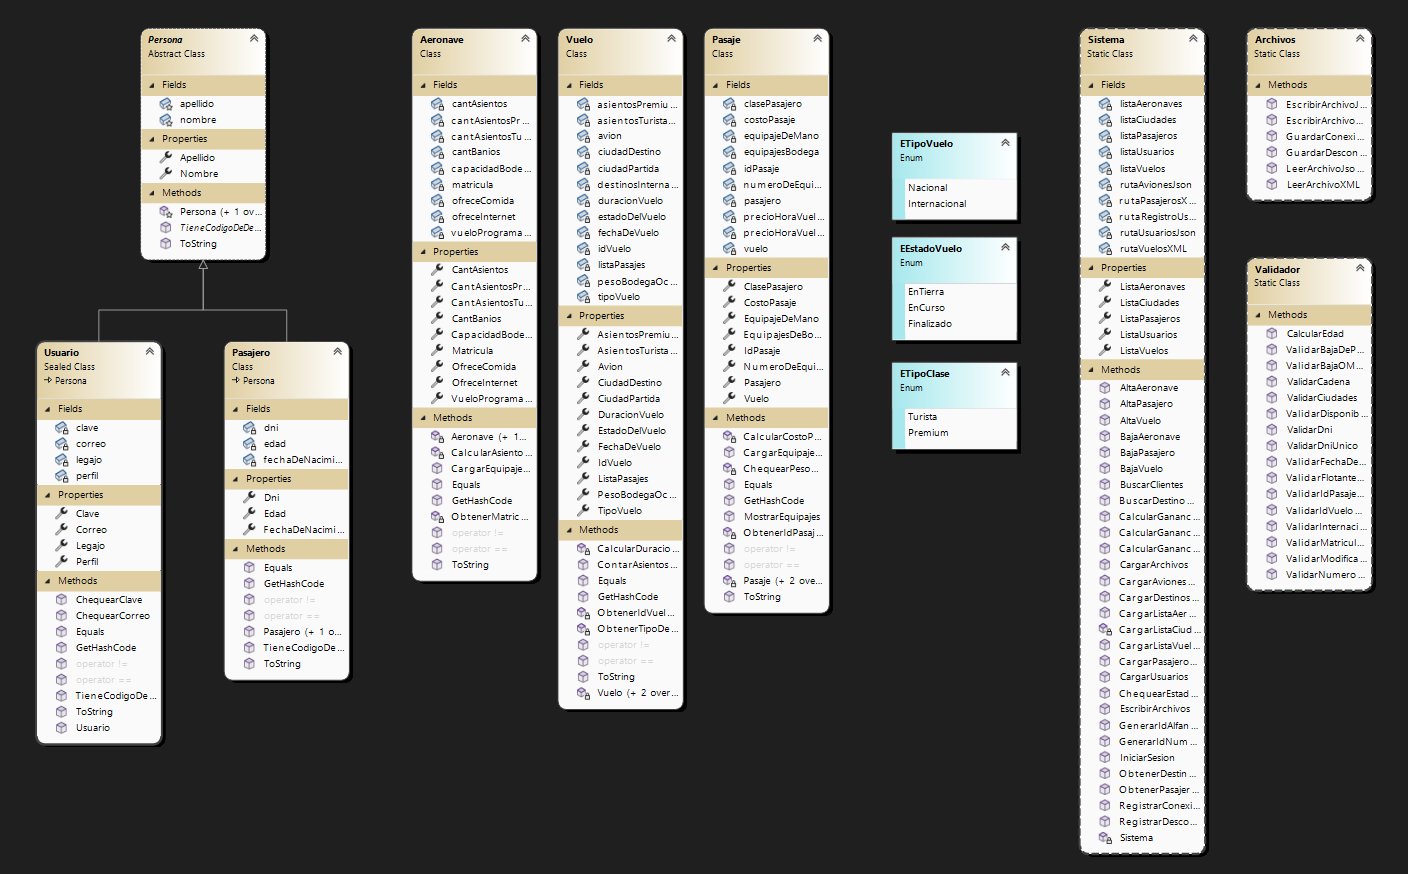 Persona
Abstract Class
Fields
apellido
nombre
Properties
Apellido
Nombre
Methods
Persona (+ 1 ov...
TieneCodigoDeDe...
ToString
Usuario
Sealed Class
Persona
Fields
clave
correo
legajo
perfil
Properties
Clave
Correo
Legajo
Perfil
Methods
ChequearClave
ChequearCorreo
Equals
GetHashCode
operator !=
operator ==
TieneCodigoDe...
ToString
Usuario
Pasajero
Class
Persona
Fields
dni
edad
fechaDeNacimi...
Properties
Dni
Edad
FechaDeNacimi...
Methods
Equals
GetHashCode
operator !=
operator ==
Pasajero (+ 1 o...
TieneCodigoDe...
ToString
Aeronave
Class
Fields
cantAsientos
cantAsientosPr...
cantAsientosTu...
cantBanios
capacidadBode...
matricula
ofreceComida
ofreceInternet
vueloPrograma...
Properties
CantAsientos
CantAsientosPr...
CantAsientosTu...
CantBanios
CapacidadBode...
Matricula
OfreceComida
OfreceInternet
VueloPrograma...
Methods
Aeronave (+ 1...
CalcularAsiento...
CargarEquipaje...
Equals
GetHashCode
ObtenerMatric...
operator !=
operator ==
ToString
Vuelo
Class
Fields
asientosPremiu...
asientosTurista...
avion
ciudadDestino
ciudadPartida
destinosInterna...
duracionVuelo
estadoDelVuelo
fechaDeVuelo
idVuelo
listaPasajes
pesoBodegaOc...
tipoVuelo
Properties
AsientosPremiu...
AsientosTurista...
Avion
CiudadDestino
CiudadPartida
DuracionVuelo
EstadoDelVuelo
FechaDeVuelo
IdVuelo
ListaPasajes
PesoBodegaOc...
TipoVuelo
Methods
CalcularDuracio...
ContarAsientos...
Equals
GetHashCode
ObtenerIdVuel...
ObtenerTipoDe...
operator !=
operator ==
ToString
Vuelo (+ 2 over...
Pasaje
Class
Fields
clasePasajero
costoPasaje
equipajeDeMano
equipajesBodega
idPasaje
numeroDeEqui...
pasajero
precioHoraVuel...
precioHoraVuel...
vuelo
Properties
ClasePasajero
CostoPasaje
EquipajeDeMano
EquipajesDeBo...
IdPasaje
NumeroDeEqui...
Pasajero
Vuelo
Methods
CalcularCostoP...
CargarEquipaje...
ChequearPeso...
Equals
GetHashCode
MostrarEquipajes
ObtenerIdPasaj...
operator !=
operator ==
Pasaje (+ 2 ove...
ToString
ETipoVuelo
Enum
Nacional
Internacional
EEstadoVuelo
Enum
EnTierra
EnCurso
Finalizado
ETipoClase
Enum
Turista
Premium
Sistema
Static Class
Fields
listaAeronaves
listaCiudades
listaPasajeros
listaUsuarios
listaVuelos
rutaAvionesJson
rutaPasajerosX...
rutaRegistroUs...
rutaUsuariosJson
rutaVuelosXML
Properties
ListaAeronaves
ListaCiudades
ListaPasajeros
ListaUsuarios
ListaVuelos
Methods
AltaAeronave
AltaPasajero
AltaVuelo
BajaAeronave
BajaPasajero
BajaVuelo
BuscarClientes
BuscarDestino...
CalcularGananc...
CalcularGananc...
CalcularGananc...
CargarArchivos
CargarAviones...
CargarDestinos...
CargarListaAer...
CargarListaCiud...
CargarListaVuel...
CargarPasajero...
CargarUsuarios
ChequearEstad...
EscribirArchivos
GenerarIdAlfan...
GenerarIdNum...
IniciarSesion
ObtenerDestin...
ObtenerPasajer...
RegistrarConexi...
RegistrarDesco...
Sistema
Archivos
Static Class
Methods
EscribirArchivoJ...
EscribirArchivo...
GuardarConexi...
GuardarDescon...
LeerArchivoJso...
LeerArchivoXML
Validador
Static Class
Methods
CalcularEdad
ValidarBajaDeP...
ValidarBajaOM...
ValidarCadena
ValidarCiudades
ValidarDisponib...
ValidarDni
ValidarDniUnico
ValidarFechaDe...
ValidarFlotante...
ValidarIdPasaje...
ValidarIdVuelo...
ValidarInternaci...
ValidarMatricul...
ValidarModifica...
ValidarNumero...